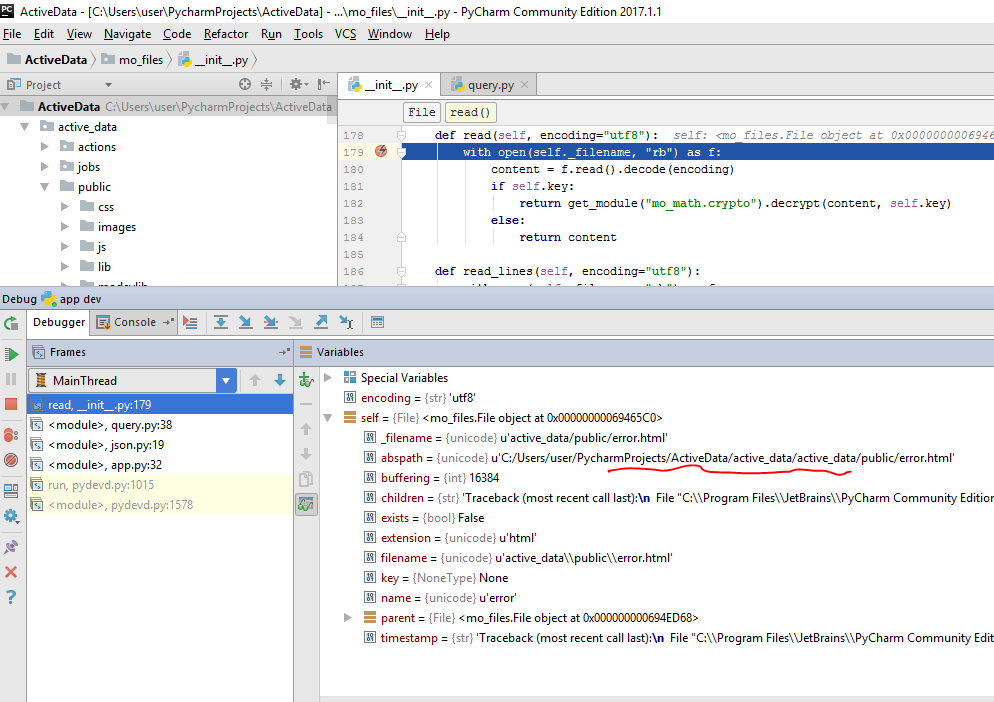 PC ActiveData - [C:\Users\user\PycharmProjects\ActiveData] - ...\mo_files\__init__.py - PyCharm Community Edition 2017.1.1
File Edit View Navigate Code Refactor Run Tools VCS Window Help
ActiveData mo_files __init__.py
Project
__init__.py query.py
ActiveData C:\Users\user\PycharmProjects\ActiveData
active_data
actions
jobs
public
css
images
js
lib
File read()
178 def read(self, encoding="utf8"): self: <mo_files.File object at 0x0000000006946
179 with open(self._filename, "rb") as f:
180 content = f.read().decode(encoding)
181 if self.key:
182 return get_module("mo_math.crypto").decrypt(content, self.key)
183 else:
184 return content
185
186 def read_lines(self, encoding="utf8"):
Debug app dev
Debugger Console
Frames
MainThread
read, __init__.py:179
<module>, query.py:38
<module>, json.py:19
<module>, app.py:32
run, pydevd.py:1015
<module>, pydevd.py:1578
Variables
Special Variables
encoding = {str} 'utf8'
self = {File} <mo_files.File object at 0x00000000069465C0>
_filename = {unicode} u'active_data/public/error.html'
abspath = {unicode} u'C:/Users/user/PycharmProjects/ActiveData/active_data/active_data/public/error.html'
buffering = {int} 16384
children = {str} 'Traceback (most recent call last):\n File "C:\\Program Files\\JetBrains\\PyCharm Community Edition
exists = {bool} False
extension = {unicode} u'html'
filename = {unicode} u'active_data\\public\\error.html'
key = {NoneType} None
name = {unicode} u'error'
parent = {File} <mo_files.File object at 0x000000000694ED68>
timestamp = {str} 'Traceback (most recent call last):\n File "C:\\Program Files\\JetBrains\\PyCharm Community Edit